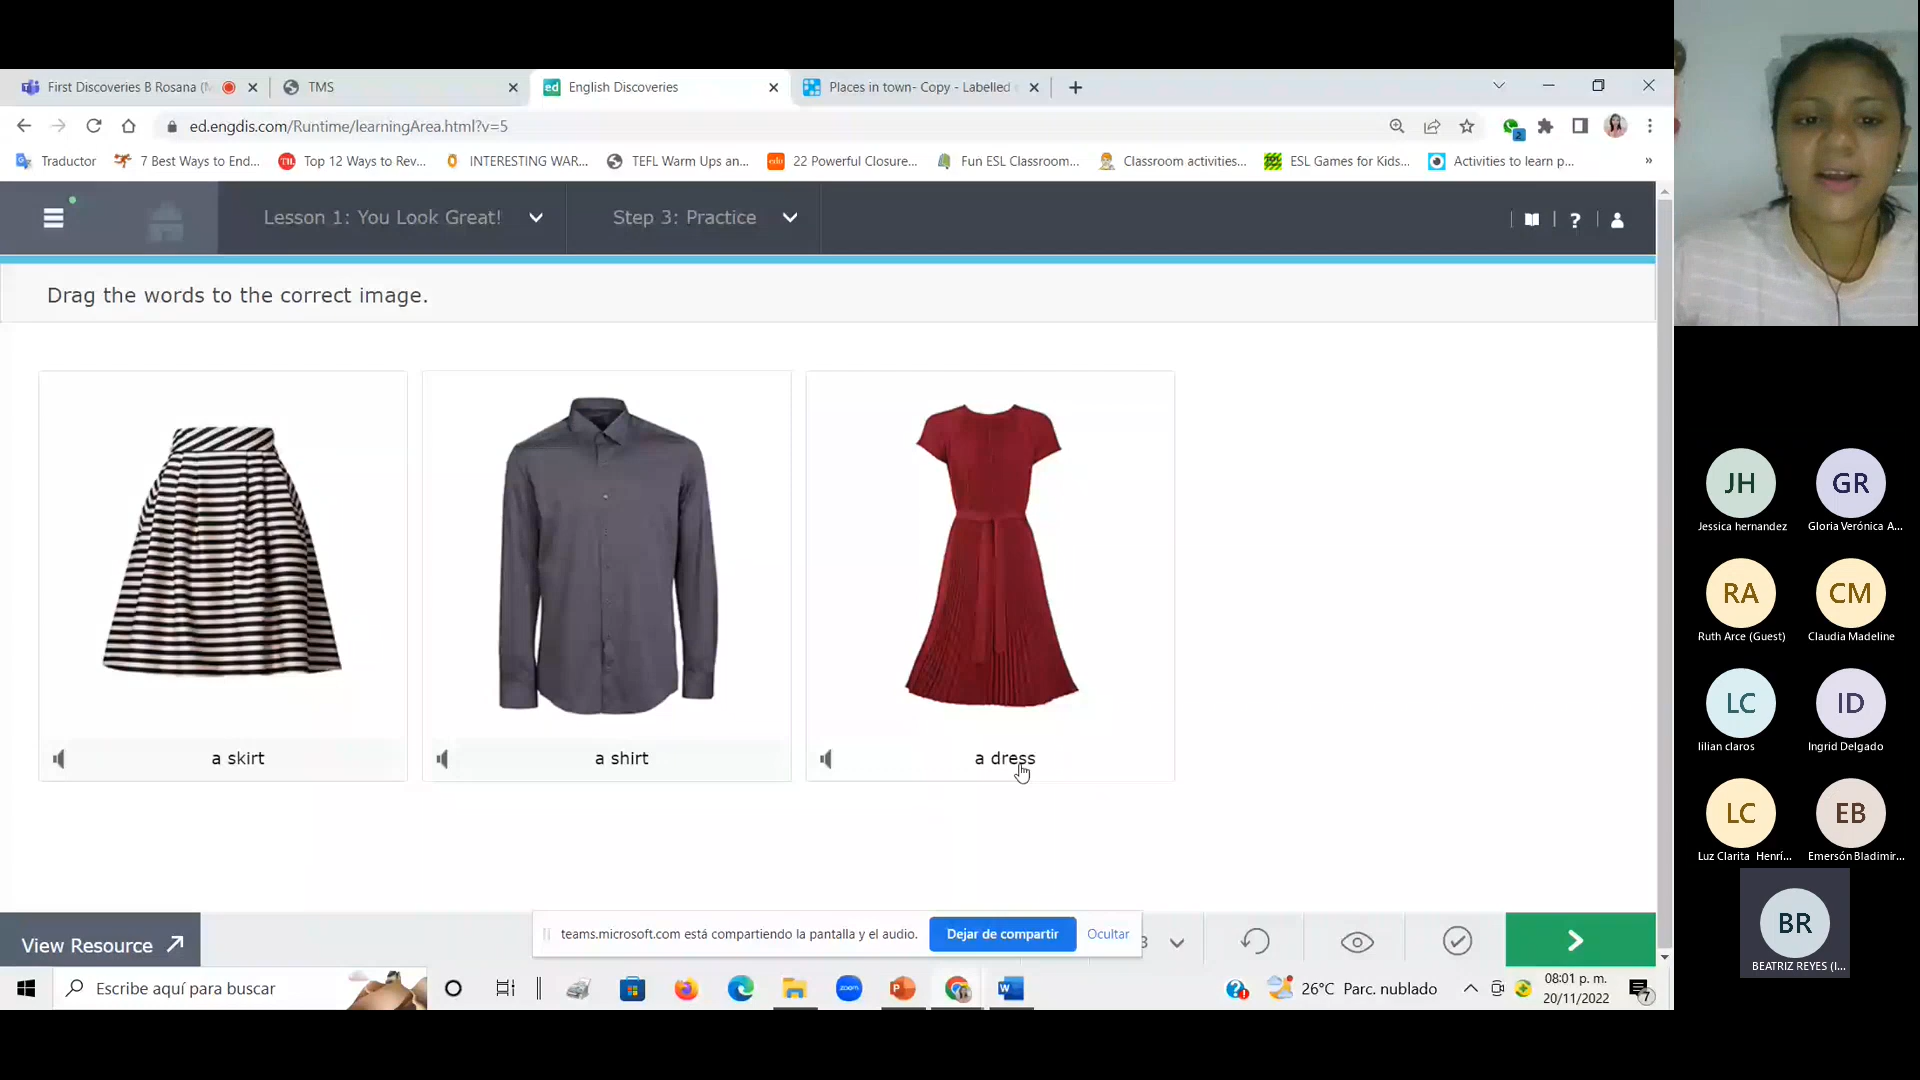 First Discoveries B Rosana (
TMS
English Discoveries
Places in town- Copy - Labelled
ed.engdis.com/Runtime/learningArea.html?v=5
2
Traductor
7 Best Ways to End...
Top 12 Ways to Rev...
INTERESTING WAR...
TEFL Warm Ups an...
22 Powerful Closure...
Fun ESL Classroom...
Classroom activities...
ESL Games for Kids...
Activities to learn p...
»
Lesson 1: You Look Great!
Step 3: Practice
?
Drag the words to the correct image.
a skirt
a shirt
a dress
View Resource
teams.microsoft.com está compartiendo la pantalla y el audio.
Dejar de compartir
Ocultar
3
Escribe aquí para buscar
26°C Parc. nublado
08:01 p. m.
20/11/2022
7
JH
Jessica hernandez
GR
Gloria Verónica A...
RA
Ruth Arce (Guest)
CM
Claudia Madeline
LC
lilian claros
ID
Ingrid Delgado
LC
Luz Clarita Henrí...
EB
Emersón Bladimir...
BR
BEATRIZ REYES (I...